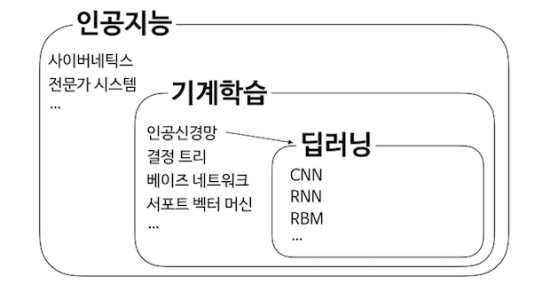 인공지능
사이버네틱스
전문가 시스템
...
기계학습
인공신경망
결정 트리
베이즈 네트워크
서포트 벡터 머신
...
딥러닝
CNN
RNN
RBM
...